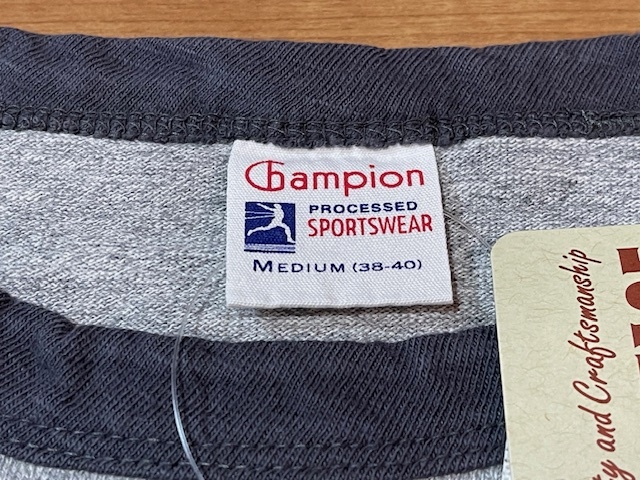 Champion
PROCESSED
SPORTSWEAR
MEDIUM (38-40)
and Craftsmanship